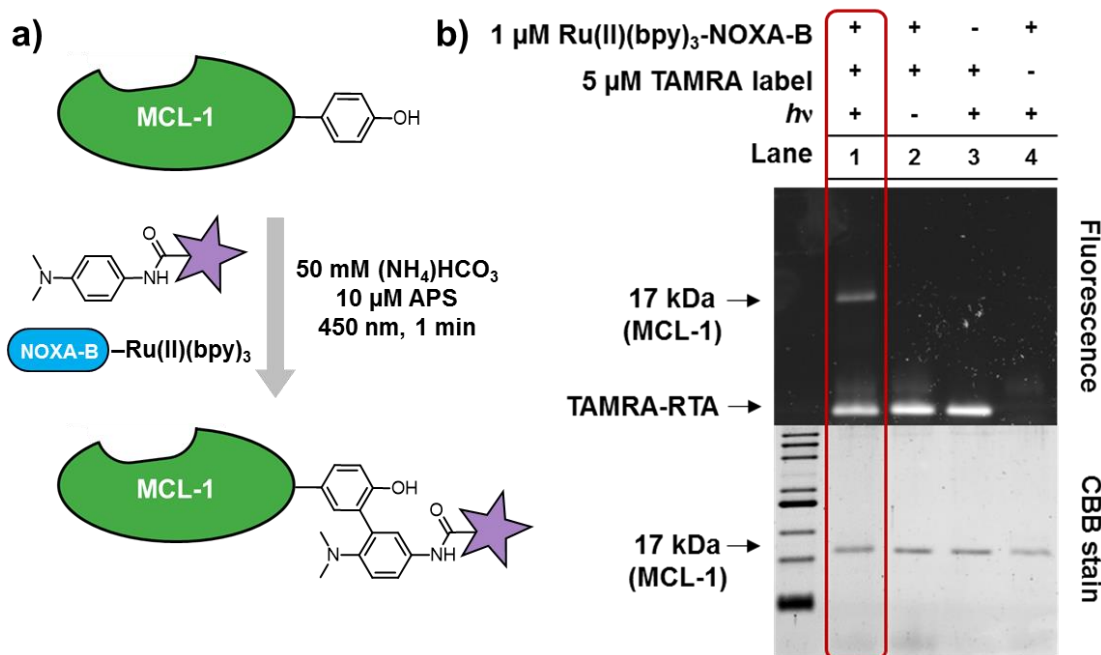 a)
MCL-1
OH
O
N
NH
50 mM (NH₄)HCO₃
10 µM APS
450 nm, 1 min
NOXA-B –Ru(II)(bpy)₃
MCL-1
OH
O
N
NH
b)
1 µM Ru(II)(bpy)₃-NOXA-B + + - +
5 µM TAMRA label + + + -
hν + - + +
Lane 1 2 3 4
17 kDa
(MCL-1)
TAMRA-RTA
Fluorescence
17 kDa
(MCL-1)
CBB stain